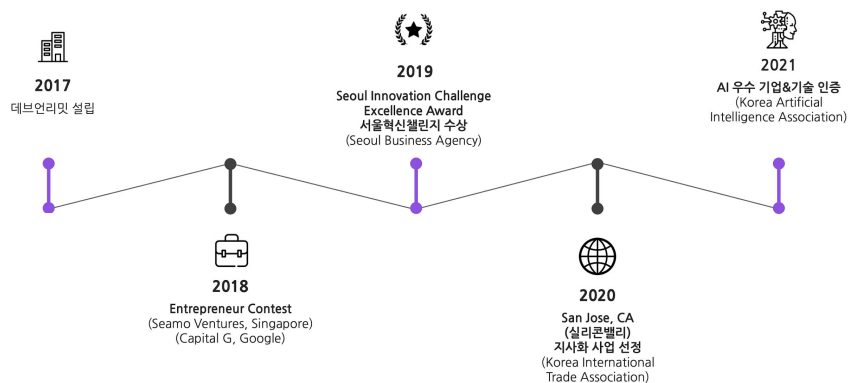 2017
데브언리밋 설립
2018
Entrepreneur Contest
(Seamo Ventures, Singapore)
(Capital G, Google)
2019
Seoul Innovation Challenge
Excellence Award
서울혁신챌린지 수상
(Seoul Business Agency)
2020
San Jose, CA
(실리콘밸리)
지사화 사업 선정
(Korea International
Trade Association)
2021
AI 우수 기업&기술 인증
(Korea Artificial
Intelligence Association)